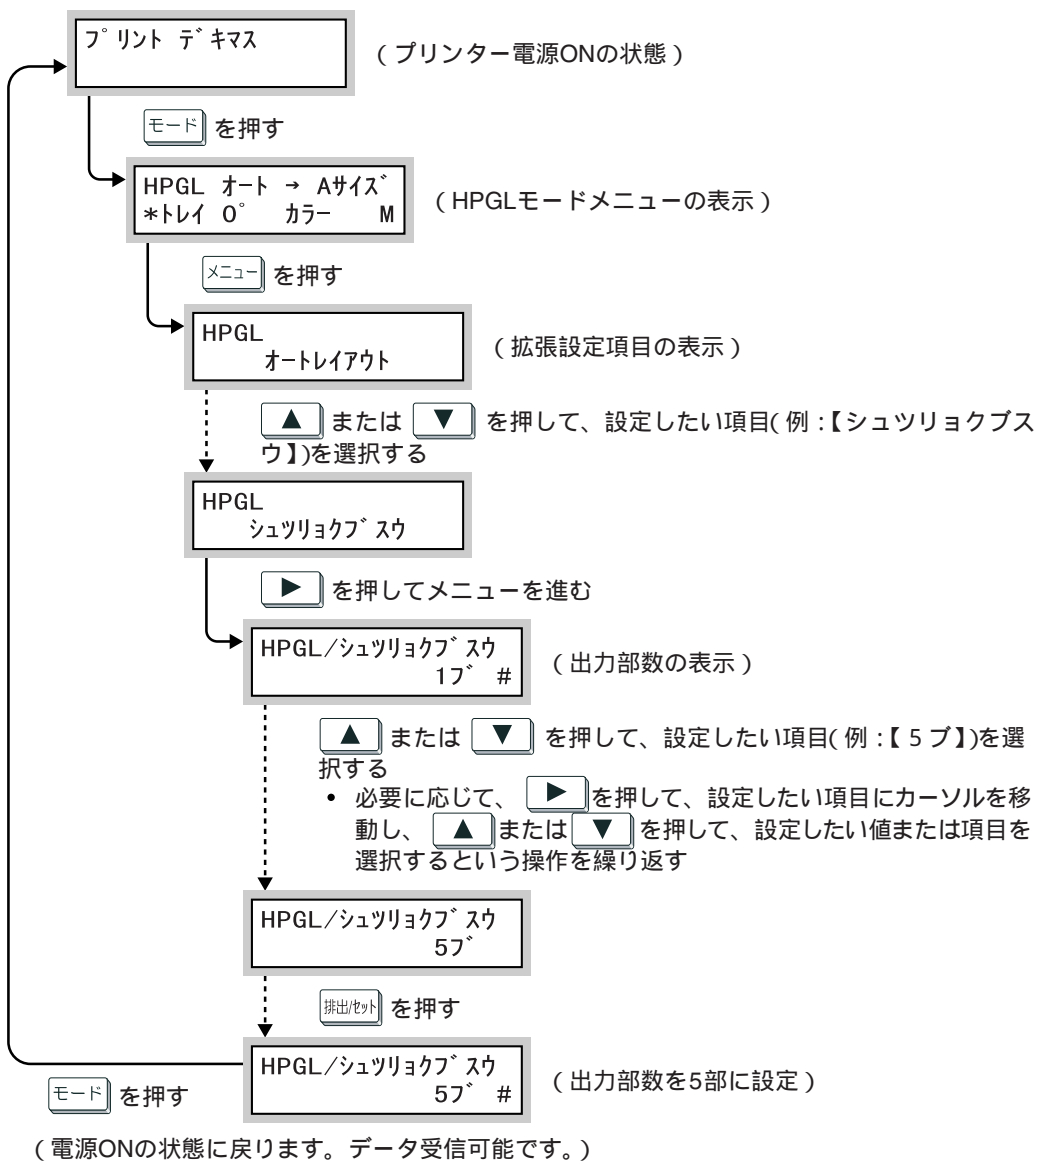 プリント デキマス
( プリンター電源ONの状態 )
モード を押す
HPGL オート → Aサイズ
*トレイ 0° カラー M
( HPGLモードメニューの表示 )
メニュー を押す
HPGL
オートレイアウト
( 拡張設定項目の表示 )
▲ または ▼ を押して、設定したい項目( 例 :【 シュツリョクブス
ウ】)を選択する
HPGL
シュツリョクブスウ
▶ を押してメニューを進む
HPGL/シュツリョクブスウ
1ブ #
( 出力部数の表示 )
▲ または ▼ を押して、設定したい項目( 例 :【 5 ブ】)を選
択する
• 必要に応じて、 ▶ を押して、設定したい項目にカーソルを移
動し、 ▲ または ▼ を押して、設定したい値または項目を
選択するという操作を繰り返す
HPGL/シュツリョクブスウ
5ブ
排出/セット を押す
HPGL/シュツリョクブスウ
5ブ #
( 出力部数を5部に設定 )
モード を押す
( 電源ONの状態に戻ります。データ受信可能です。)